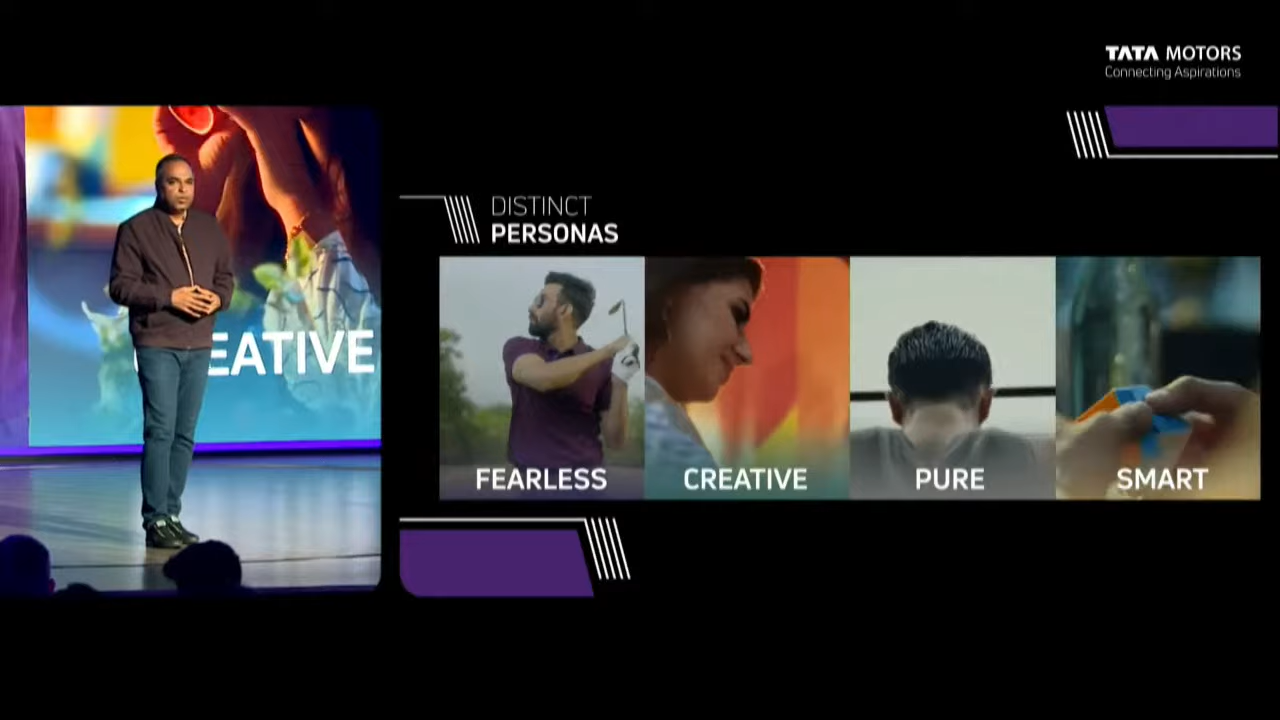 TATA MOTORS
Connecting Aspirations
DISTINCT
PERSONAS
EATIVE
FEARLESS
CREATIVE
PURE
SMART